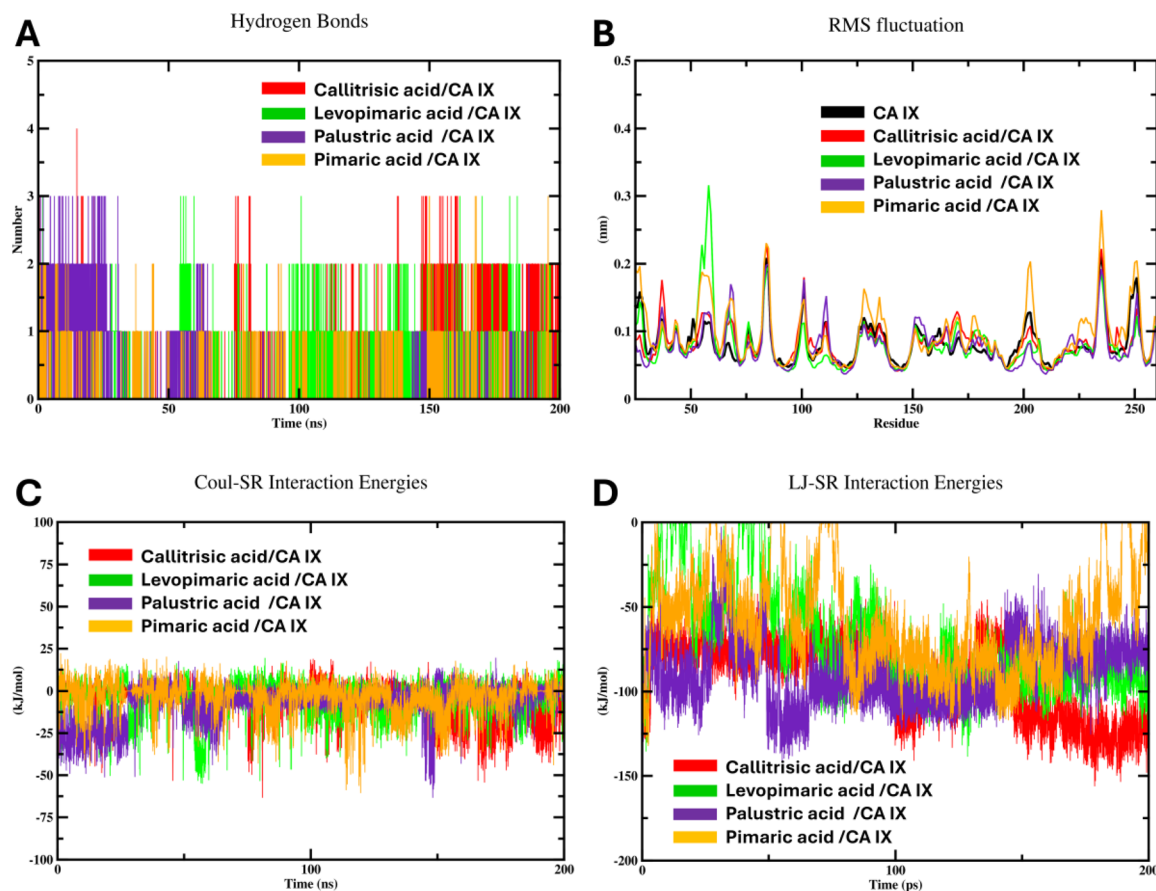 A
Hydrogen Bonds
5
4
3
2
1
0
Number
Callitrisic acid/CA IX
Levopimaric acid /CA IX
Palustric acid /CA IX
Pimaric acid /CA IX
0 50 100 150 200
Time (ns)
B
RMS fluctuation
0.5
0.4
0.3
0.2
0.1
0
(nm)
CA IX
Callitrisic acid/CA IX
Levopimaric acid /CA IX
Palustric acid /CA IX
Pimaric acid /CA IX
50 100 150 200 250
Residue
C
Coul-SR Interaction Energies
100
75
50
25
0
-25
-50
-75
-100
(kJ/mol)
Callitrisic acid/CA IX
Levopimaric acid /CA IX
Palustric acid /CA IX
Pimaric acid /CA IX
0 100 200
Time (ns)
D
LJ-SR Interaction Energies
0
-50
-100
-150
-200
(kJ/mol)
Callitrisic acid/CA IX
Levopimaric acid /CA IX
Palustric acid /CA IX
Pimaric acid /CA IX
0 100 200
Time (ps)